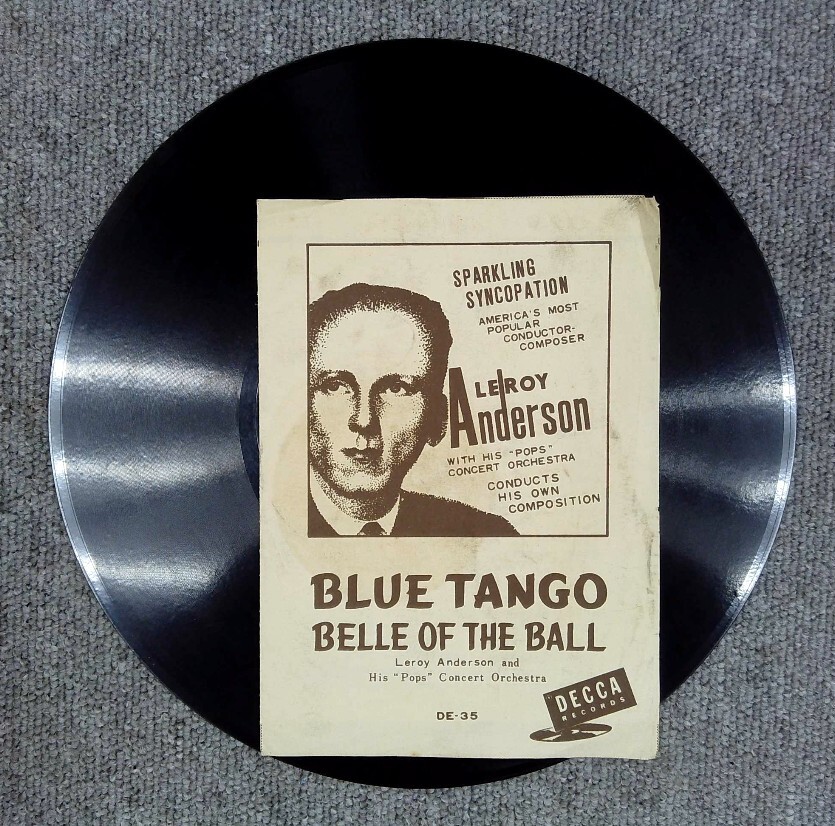 SPARKLING
SYNCOPATION
AMERICA'S MOST
POPULAR
CONDUCTOR-
COMPOSER
LEROY
Anderson
WITH HIS "POPS"
CONCERT ORCHESTRA
CONDUCTS
HIS OWN
COMPOSITION
BLUE TANGO
BELLE OF THE BALL
Leroy Anderson and
His "Pops" Concert Orchestra
DE-35
DECCA
RECORDS